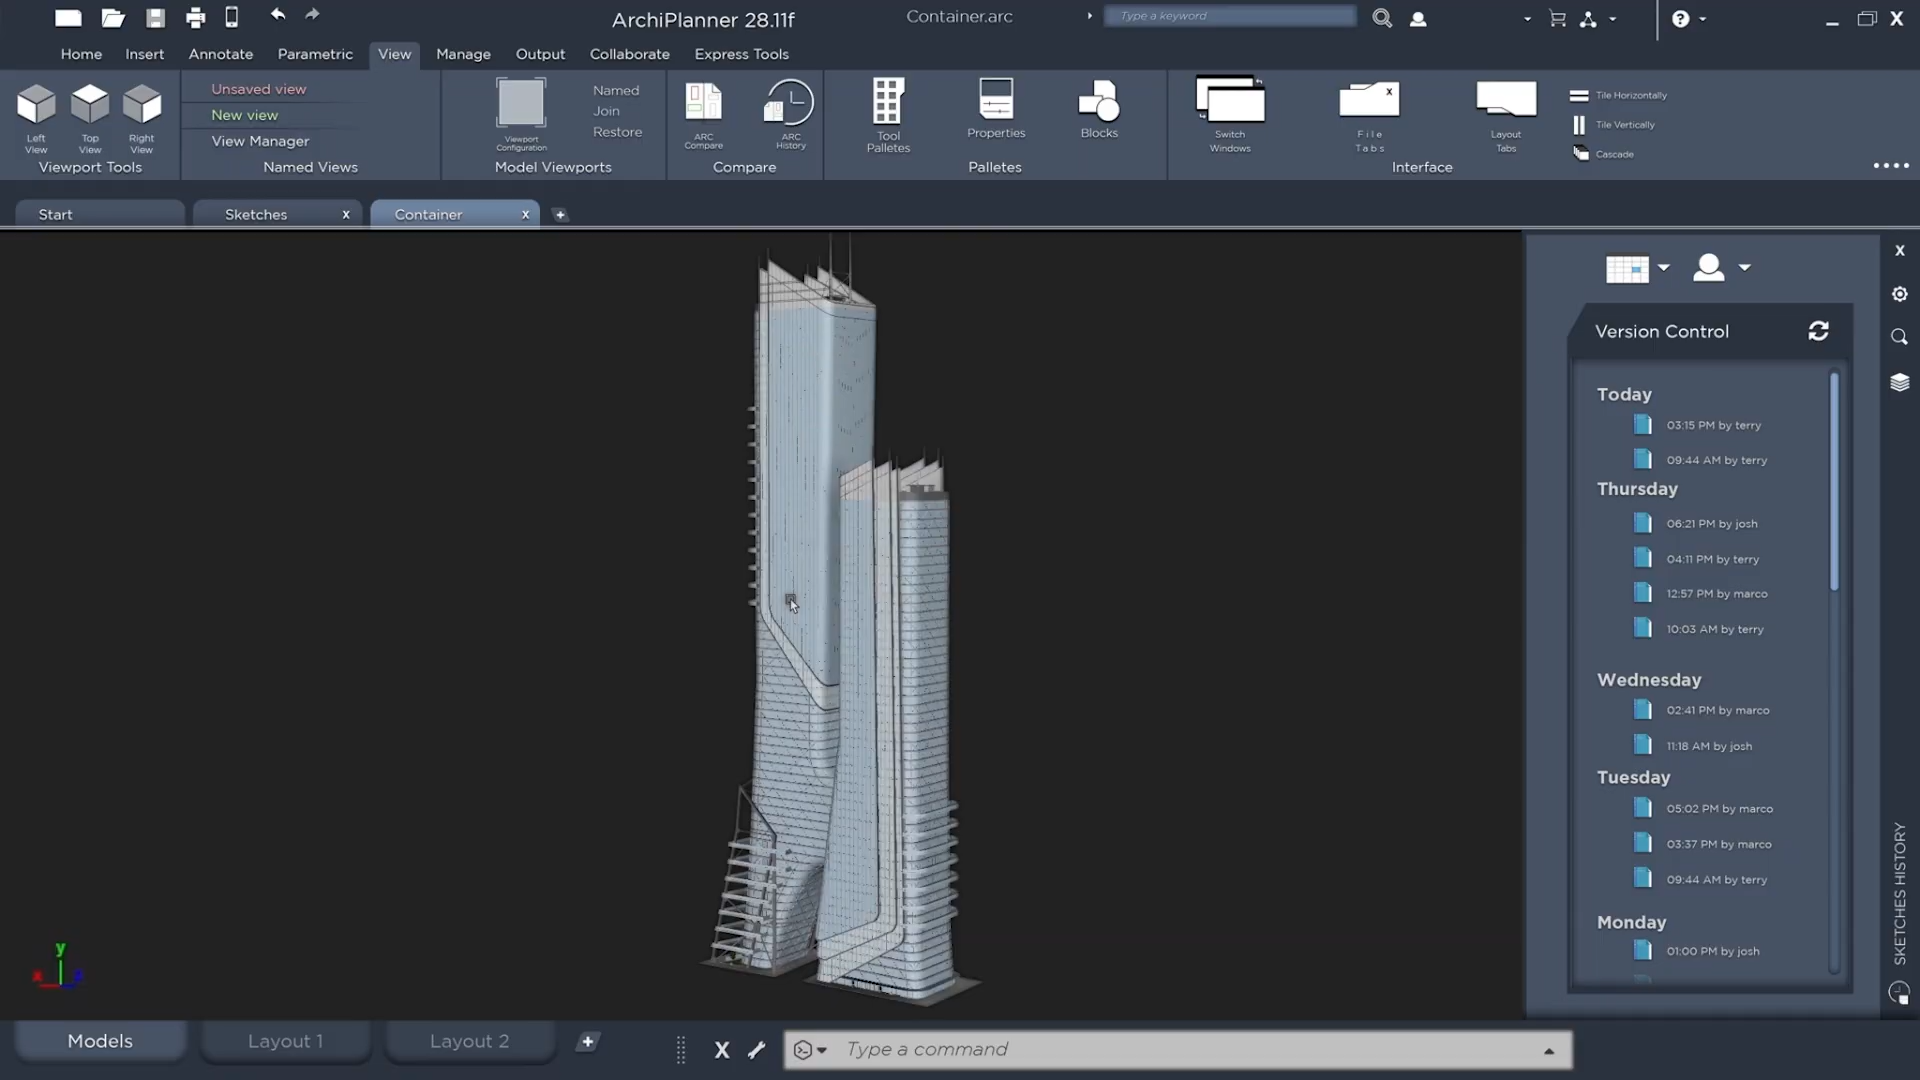 ArchiPlanner 28.11f
Container.arc
Type a keyword
?
Home Insert Annotate Parametric View Manage Output Collaborate Express Tools
Left View
Top View
Right View
Viewport Tools
Unsaved view
New view
View Manager
Named Views
Viewport Configuration
Named
Join
Restore
Model Viewports
ARC Compare
ARC History
Compare
Tool Palletes
Properties
Blocks
Palletes
Switch Windows
x
File Tabs
Layout Tabs
Tile Horizontally
Tile Vertically
Cascade
Interface
Start
Sketches x
Container x
+
x
Version Control
Today
03:15 PM by terry
09:44 AM by terry
Thursday
06:21 PM by josh
04:11 PM by terry
12:57 PM by marco
10:03 AM by terry
Wednesday
02:41 PM by marco
11:18 AM by josh
Tuesday
05:02 PM by marco
03:37 PM by marco
09:44 AM by terry
Monday
01:00 PM by josh
SKETCHES HISTORY
y
x
z
Models Layout 1 Layout 2 +
X
Type a command